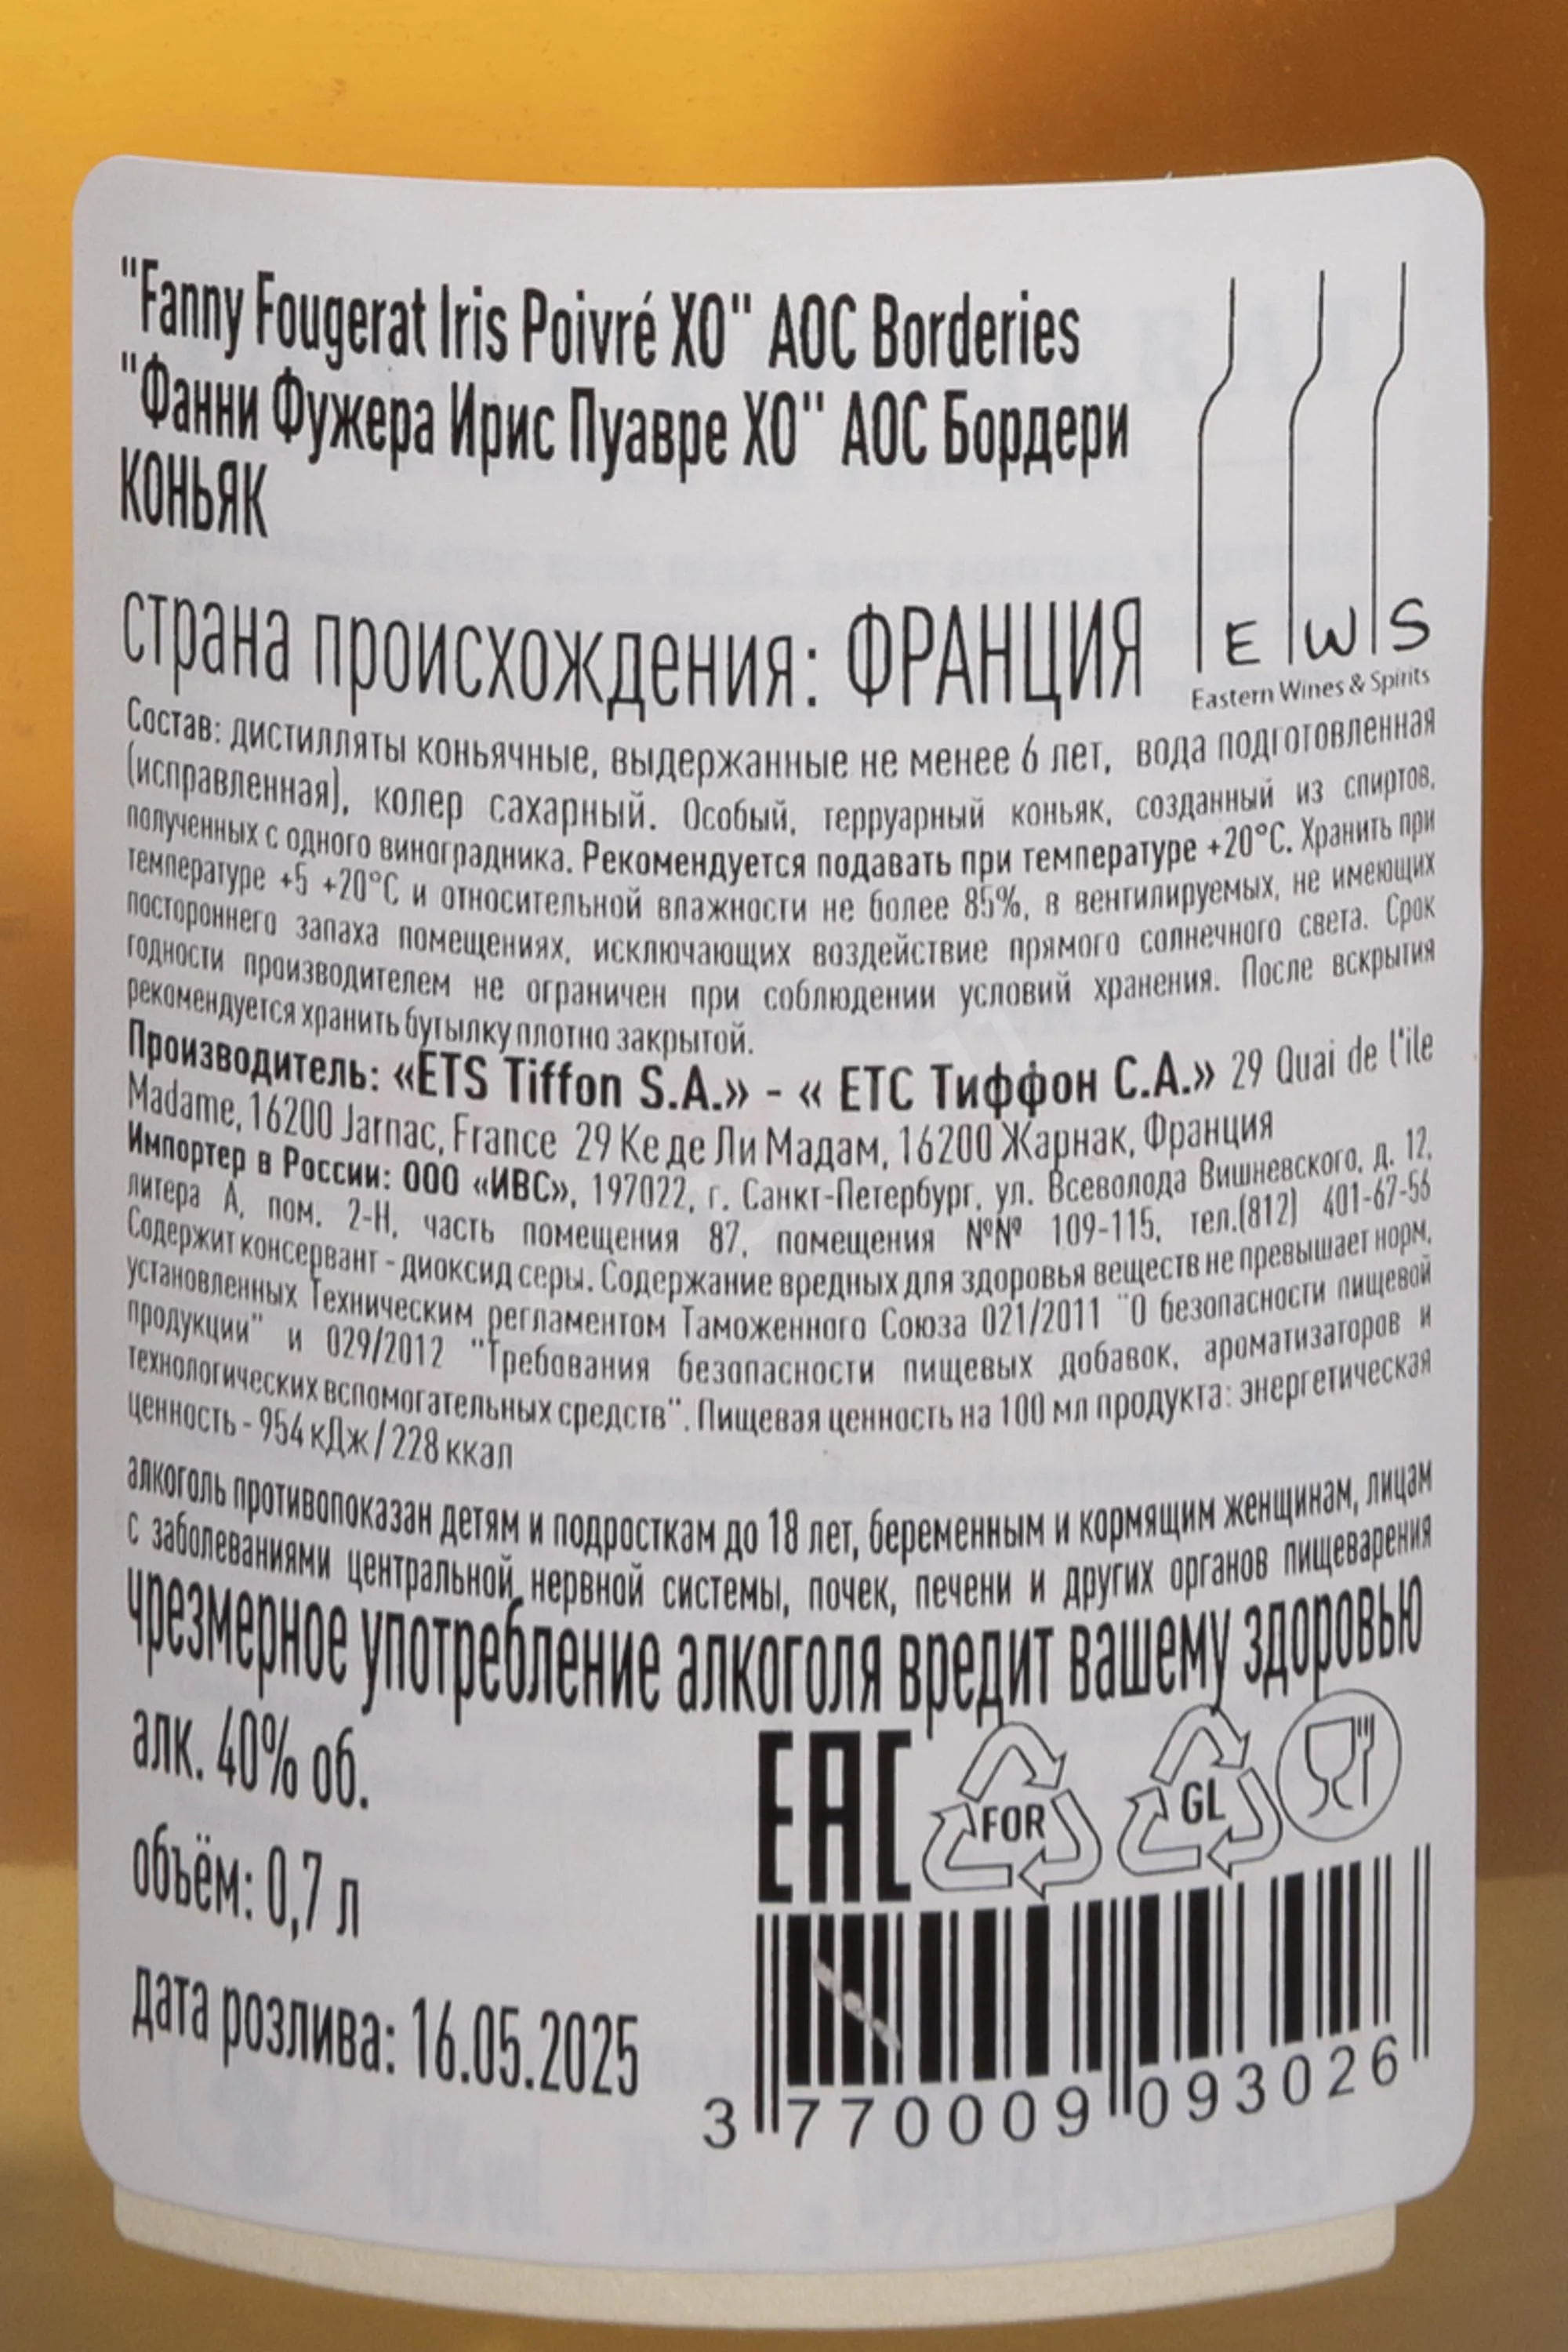 "Fanny Fougerat Iris Poivré XO" AOC Borderies
"Фанни Фужера Ирис Пуавре ХО" АОС Бордери
КОНЬЯК
E W S
Eastern Wines & Spirits
страна происхождения: ФРАНЦИЯ
Состав: дистилляты коньячные, выдержанные не менее 6 лет, вода подготовленная
(исправленная), колер сахарный. Особый, терруарный коньяк, созданный из спиртов,
полученных с одного виноградника. Рекомендуется подавать при температуре +20°С. Хранить при
температуре +5 +20°С и относительной влажности не более 85%, в вентилируемых, не имеющих
постороннего запаха помещениях, исключающих воздействие прямого солнечного света. Срок
годности производителем не ограничен при соблюдении условий хранения. После вскрытия
рекомендуется хранить бутылку плотно закрытой.
Производитель: «ETS Tiffon S.A.» - « ЕТС Тиффон С.А.» 29 Quai de l'ile
Madame, 16200 Jarnac, France 29 Ке де Ли Мадам, 16200 Жарнак, Франция
Импортер в России: ООО «ИВС», 197022, г. Санкт-Петербург, ул. Всеволода Вишневского, д. 12,
литера А, пом. 2-Н, часть помещения 87, помещения №№ 109-115, тел.(812) 401-67-56
Содержит консервант - диоксид серы. Содержание вредных для здоровья веществ не превышает норм,
установленных Техническим регламентом Таможенного Союза 021/2011 "О безопасности пищевой
продукции" и 029/2012 "Требования безопасности пищевых добавок, ароматизаторов и
технологических вспомогательных средств". Пищевая ценность на 100 мл продукта: энергетическая
ценность - 954 кДж / 228 ккал
алкоголь противопоказан детям и подросткам до 18 лет, беременным и кормящим женщинам, лицам
с заболеваниями центральной нервной системы, почек, печени и других органов пищеварения
чрезмерное употребление алкоголя вредит вашему здоровью
алк. 40% об.
EAC
FOR
GL
объём: 0,7 л
дата розлива: 16.05.2025
3 770009 093026